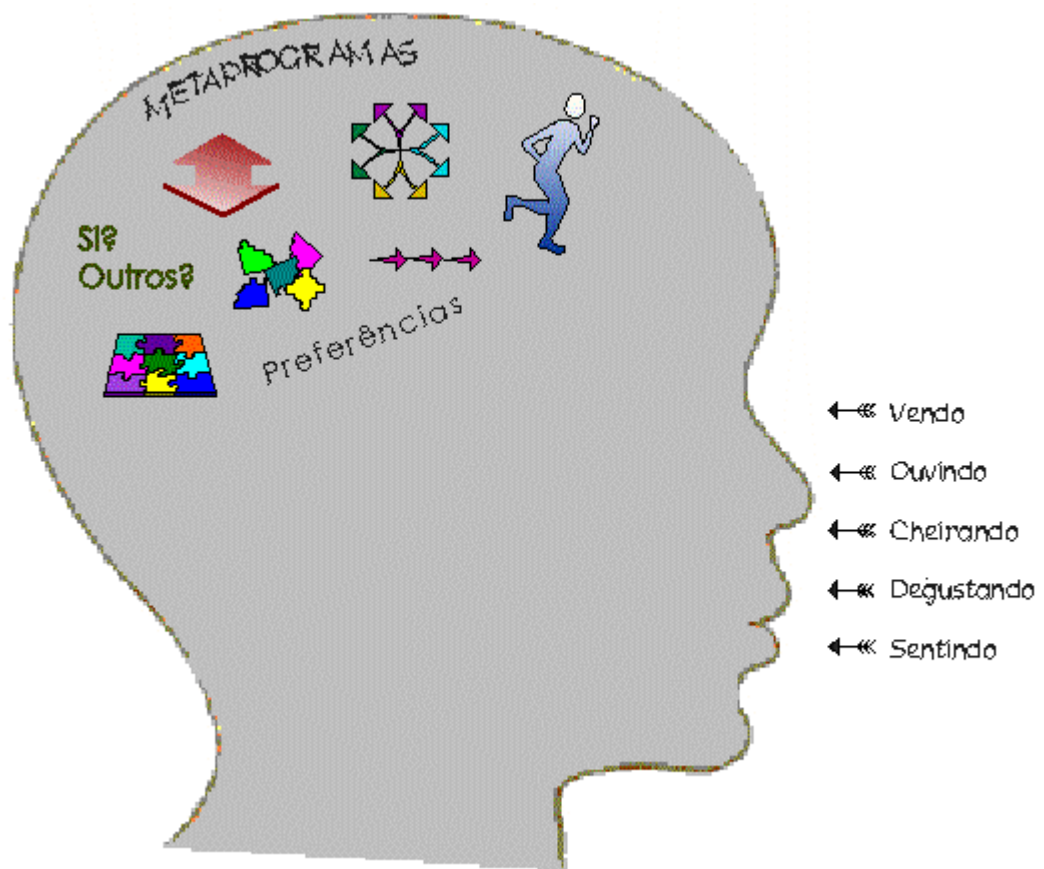 METAPROGRAMAS
SI?
Outros?
Preferências
Vendo
Ouvindo
Cheirando
Degustando
Sentindo